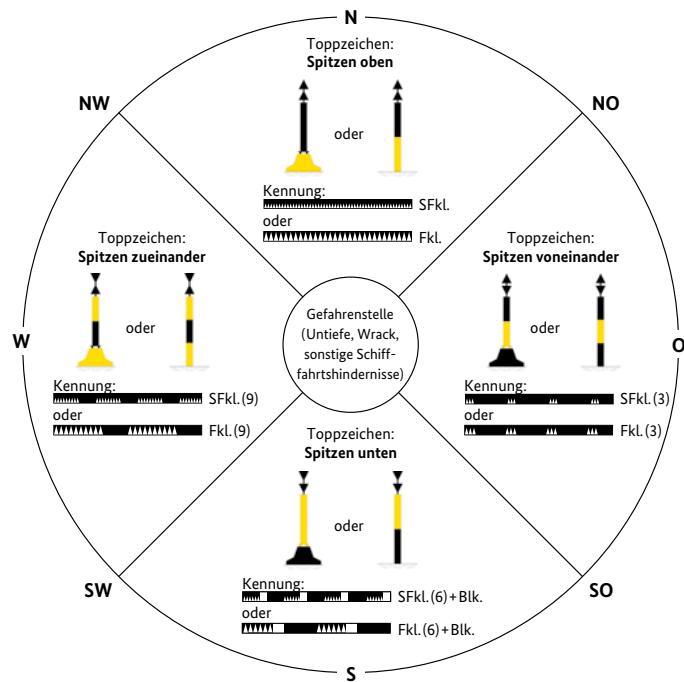 N
Toppzeichen:
Spitzen oben
NW
NO
oder
Kennung:
SFkl.
oder
Fkl.
Toppzeichen:
Spitzen zueinander
Toppzeichen:
Spitzen voneinander
Gefahrenstelle
(Untiefe, Wrack,
sonstige Schiff-
fahrtshindernisse)
W
oder
oder
O
Kennung:
SFkl.(9)
oder
Fkl.(9)
Kennung:
SFkl.(3)
oder
Fkl.(3)
Toppzeichen:
Spitzen unten
oder
SW
SO
Kennung:
SFkl.(6)+Blk.
oder
Fkl.(6)+Blk.
S